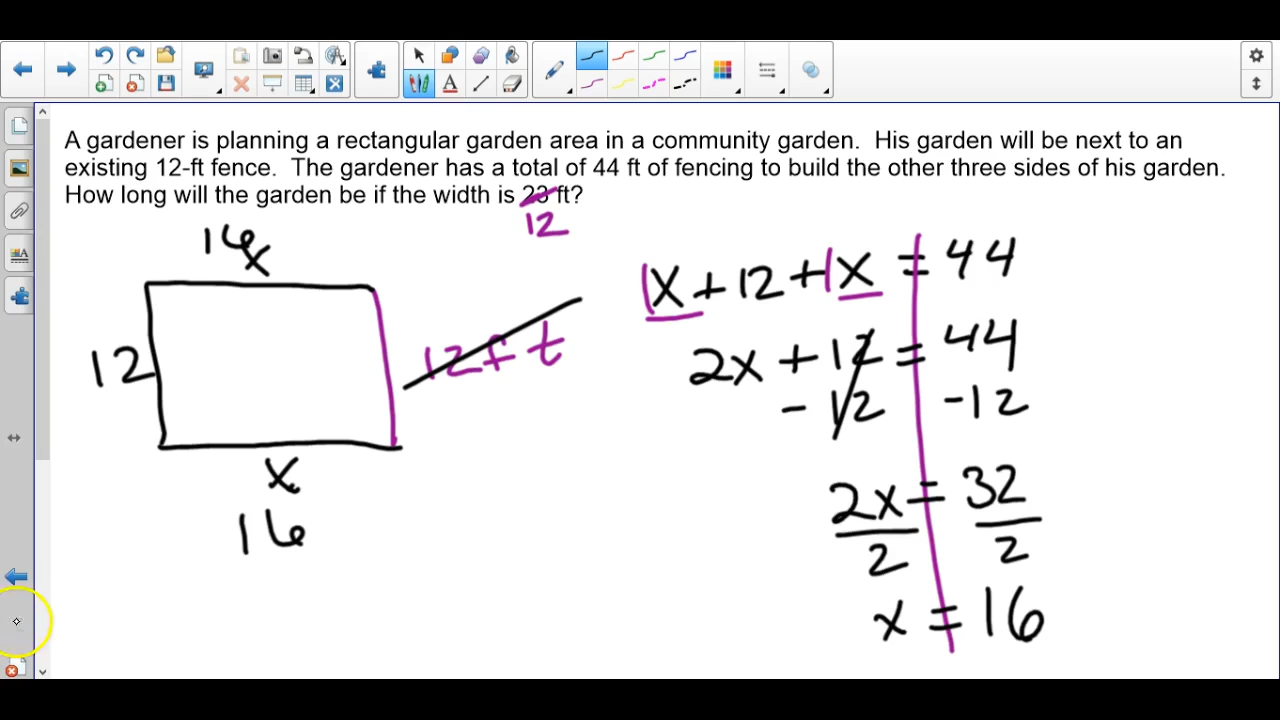 A gardener is planning a rectangular garden area in a community garden. His garden will be next to an
existing 12-ft fence. The gardener has a total of 44 ft of fencing to build the other three sides of his garden.
How long will the garden be if the width is 23 ft?
12
16
x
12
12ft
x
16
1x + 12 + 1x = 44
2x + 12 = 44
- 12 -12
2x = 32
2 2
x = 16